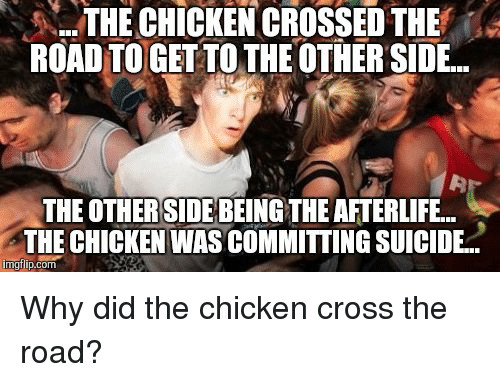 ... THE CHICKEN CROSSED THE
ROAD TO GET TO THE OTHER SIDE...
THE OTHER SIDE BEING THE AFTERLIFE...
THE CHICKEN WAS COMMITTING SUICIDE...
imgflip.com
Why did the chicken cross the
road?